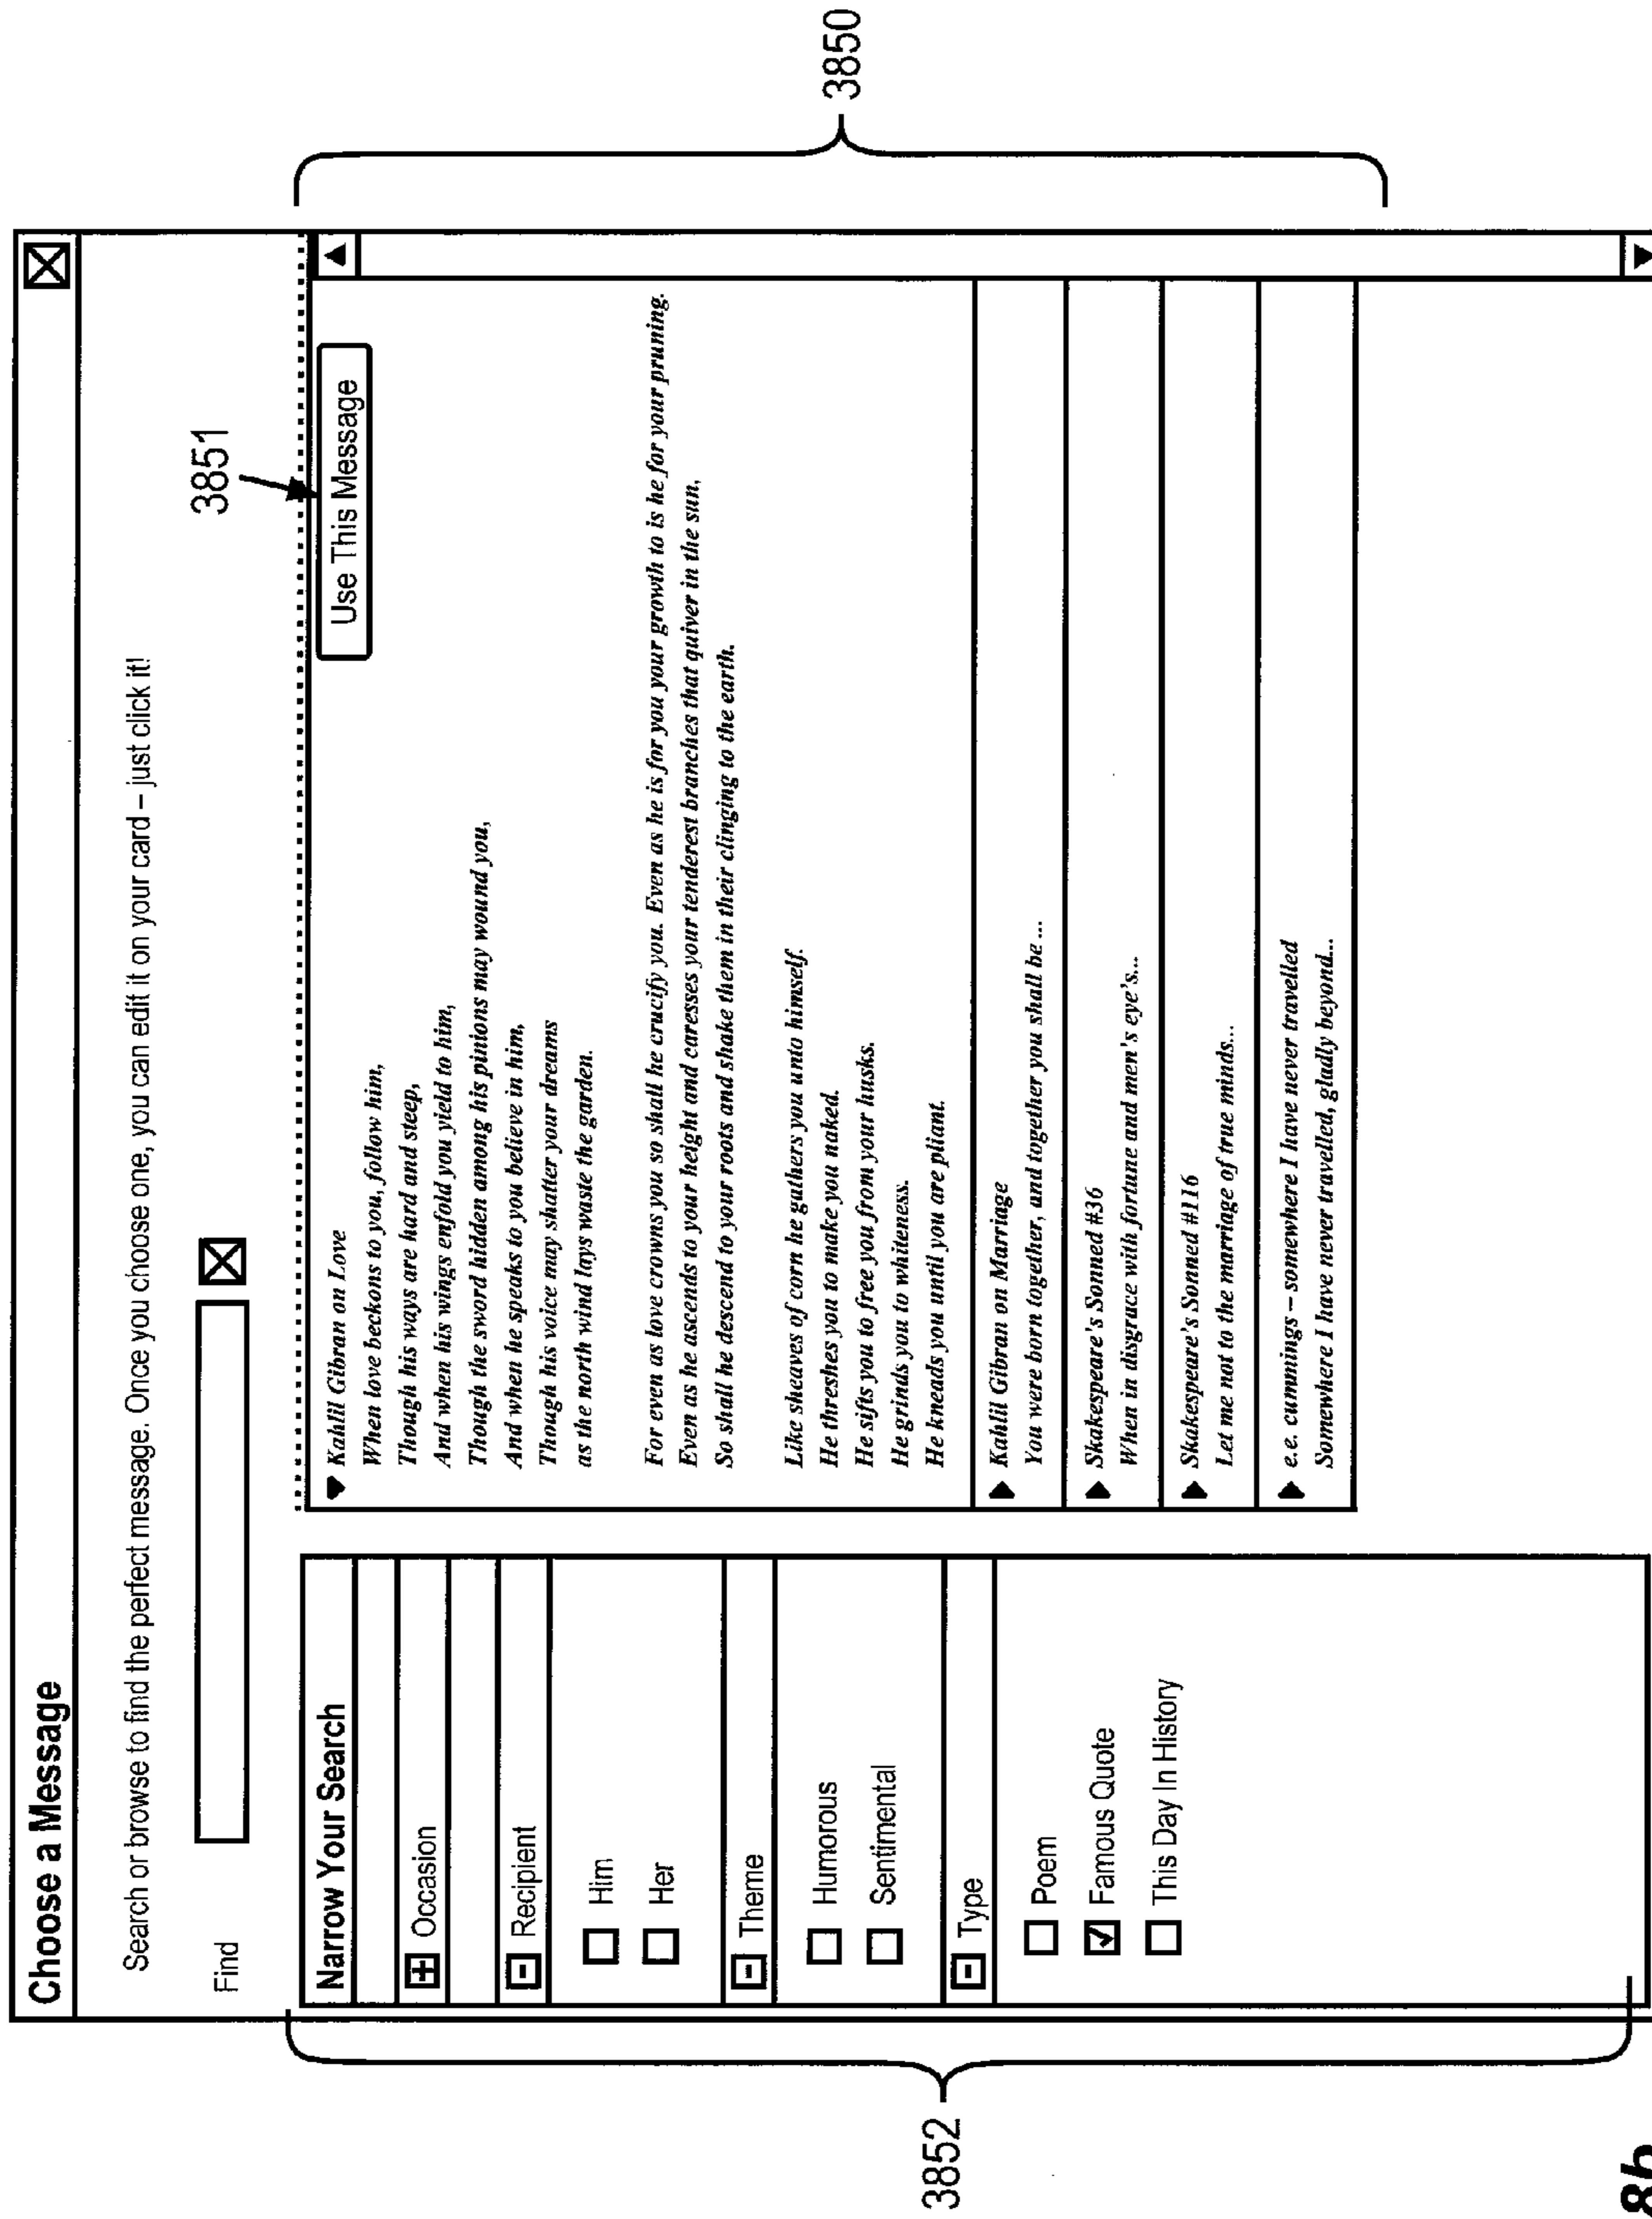 Choose a Message
Search or browse to find the perfect message. Once you choose one, you can edit it on your card – just click it!
Find
3851
3852
Narrow Your Search
Occasion
Recipient
Him
Her
Theme
Humorous
Sentimental
Type
Poem
Famous Quote
This Day In History
3850
Use This Message
Kahlil Gibran on Love
When love beckons to you, follow him,
Though his ways are hard and steep,
And when his wings enfold you yield to him,
Though the sword hidden among his pinions may wound you,
And when he speaks to you believe in him,
Though his voice may shatter your dreams
as the north wind lays waste the garden.
For even as love crowns you so shall he crucify you. Even as he is for you your growth to is he for your pruning.
Even as he ascends to your height and caresses your tenderest branches that quiver in the sun,
So shall he descend to your roots and shake them in their clinging to the earth.
Like sheaves of corn he gathers you unto himself.
He threshes you to make you naked.
He sifts you to free you from your husks.
He grinds you to whiteness.
He kneads you until you are pliant.
Kahlil Gibran on Marriage
You were born together, and together you shall be ...
Skakespeare's Sonned #36
When in disgrace with fortune and men's eye's...
Skakespeare's Sonned #116
Let me not to the marriage of true minds...
e.e. cummings – somewhere I have never travelled
Somewhere I have never travelled, gladly beyond...
8b